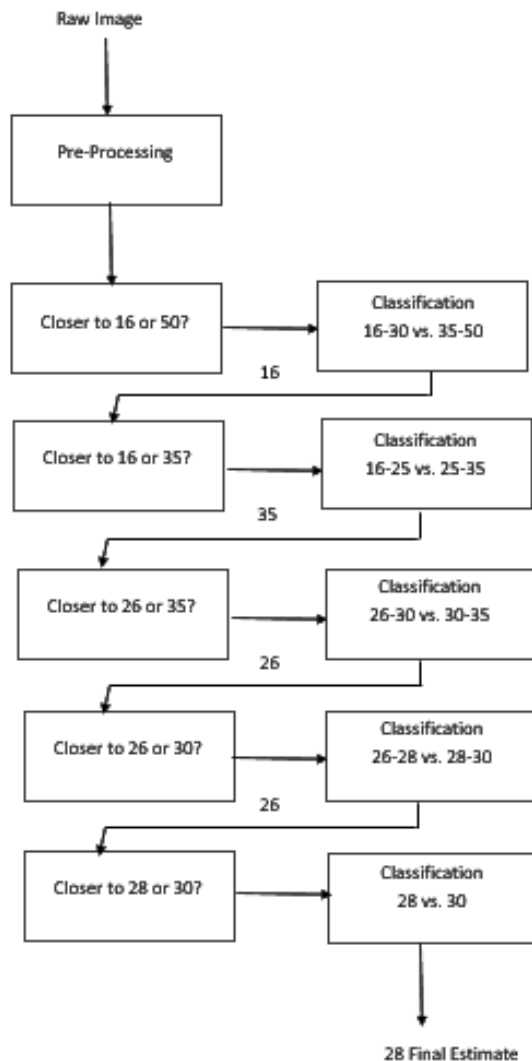 Raw Image
Pre-Processing
Closer to 16 or 50?
Classification
16-30 vs. 35-50
16
Closer to 16 or 35?
Classification
16-25 vs. 25-35
35
Closer to 26 or 35?
Classification
26-30 vs. 30-35
26
Closer to 26 or 30?
Classification
26-28 vs. 28-30
26
Closer to 28 or 30?
Classification
28 vs. 30
28 Final Estimate